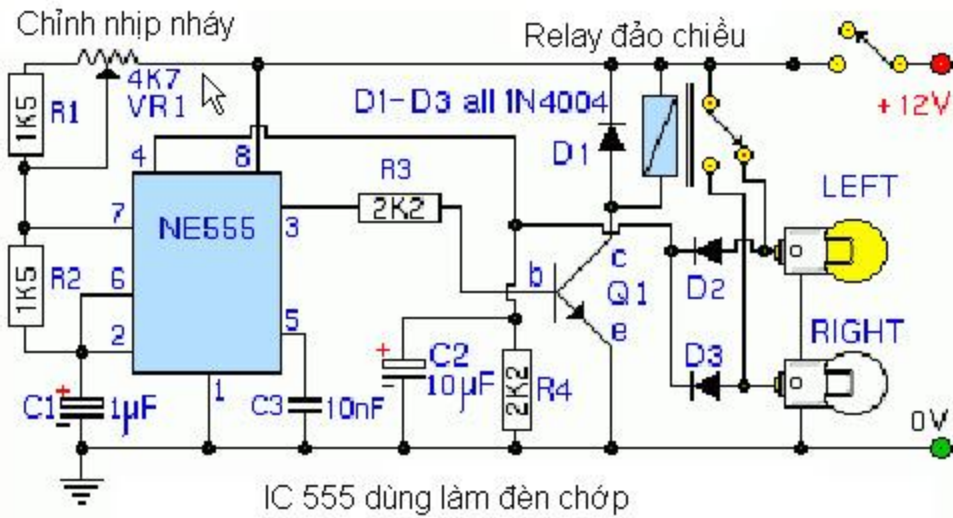 Chỉnh nhịp nháy
Relay đảo chiều
4K7
VR1
D1-D3 all 1N4004
+12V
1K5
R1
D1
4
8
R3
LEFT
7
NE555
3
2K2
1K5
R2
6
b
c
Q1
D2
2
5
e
RIGHT
+
C2
10µF
D3
+
C1
1µF
1
C3
10nF
2K2
R4
0V
IC 555 dùng làm đèn chớp